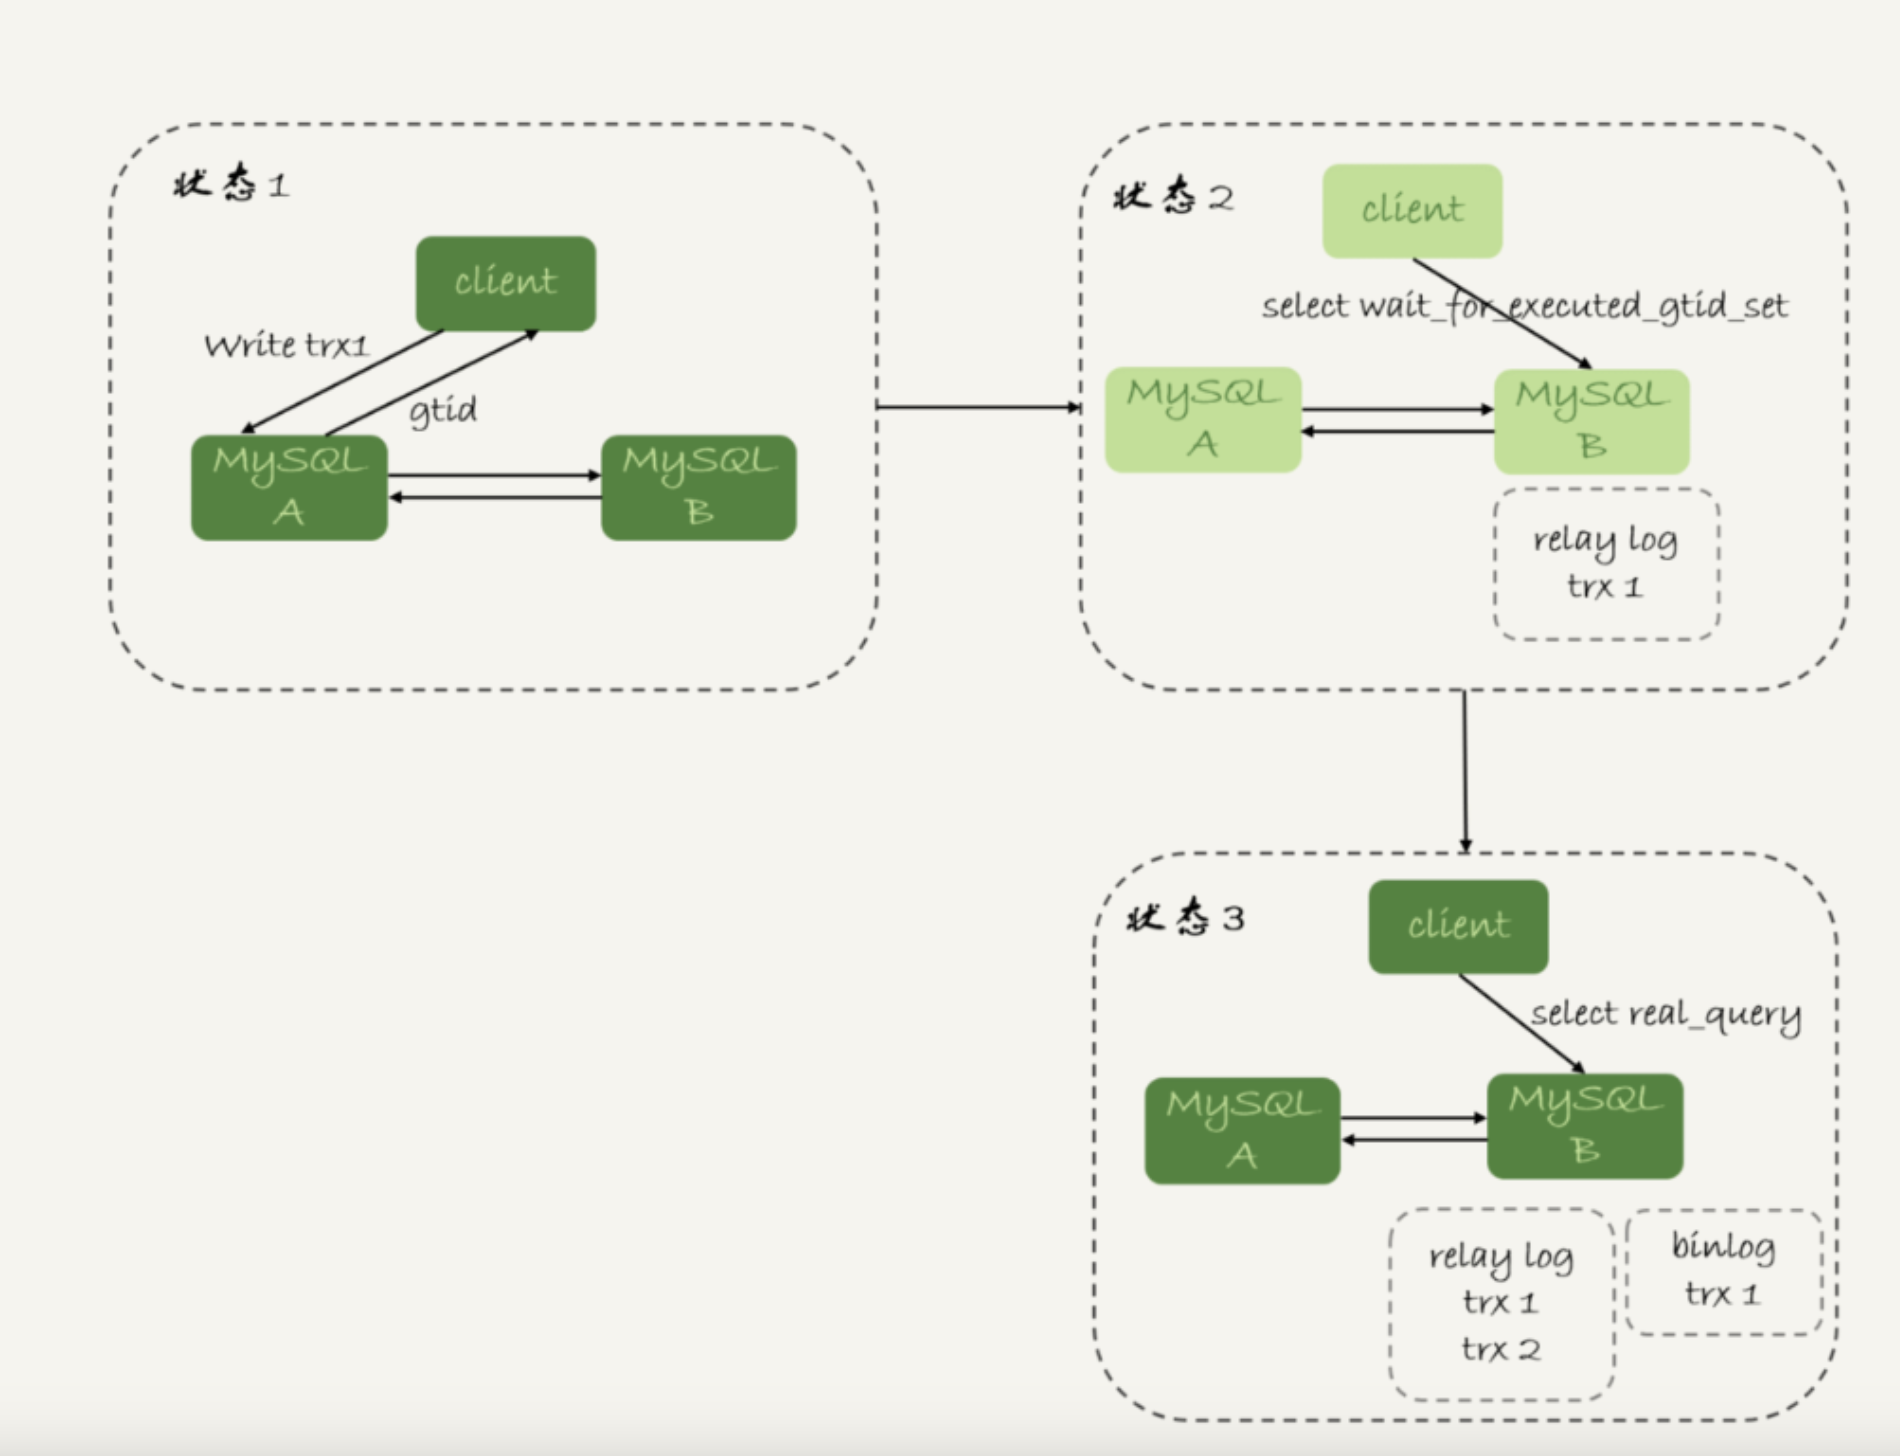 状态1
client
Write trx1
gtid
MySQL
A
MySQL
B
状态2
client
select wait_for_executed_gtid_set
MySQL
A
MySQL
B
relay log
trx 1
状态3
client
select real_query
MySQL
A
MySQL
B
relay log
trx 1
trx 2
binlog
trx 1